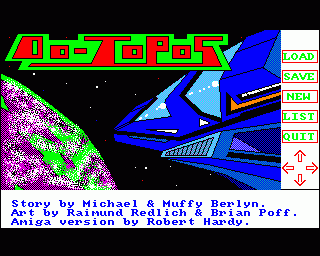 Oo-Topos
LOAD
SAVE
NEW
LIST
QUIT
Story by Michael & Muffy Berlyn.
Art by Raimund Redlich & Brian Poff.
Amiga version by Robert Hardy.